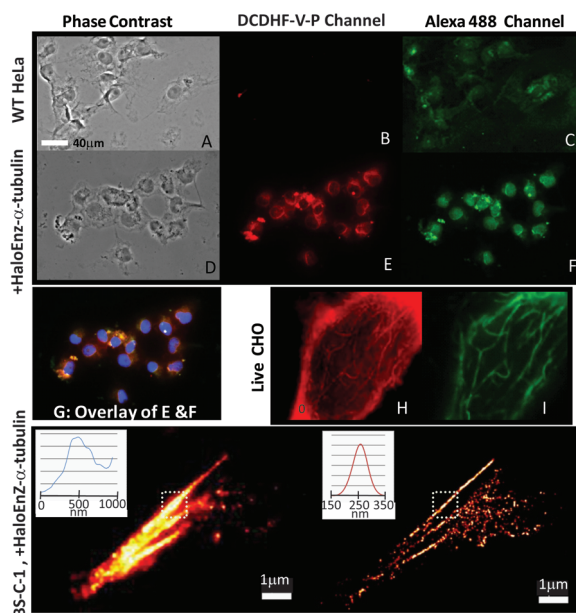 Phase Contrast DCDHF-V-P Channel Alexa 488 Channel
WT HeLa
A
40μm
B
C
+HaloEnz-α-tubulin
D
E
F
G: Overlay of E &F
Live CHO
H
I
BS-C-1 , +HaloEnZ-α-tubulin
0 500 1000
nm
150 250 350
nm
1μm
1μm